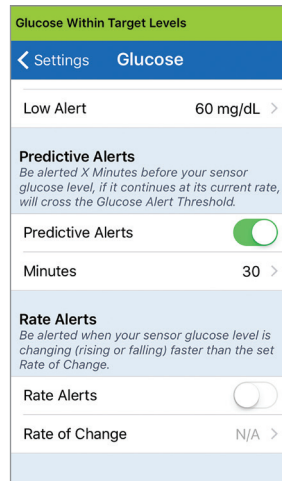 Glucose Within Target Levels
Settings Glucose
Low Alert 60 mg/dL
Predictive Alerts
Be alerted X Minutes before your sensor
glucose level, if it continues at its current rate,
will cross the Glucose Alert Threshold.
Predictive Alerts
Minutes 30
Rate Alerts
Be alerted when your sensor glucose level is
changing (rising or falling) faster than the set
Rate of Change.
Rate Alerts
Rate of Change N/A